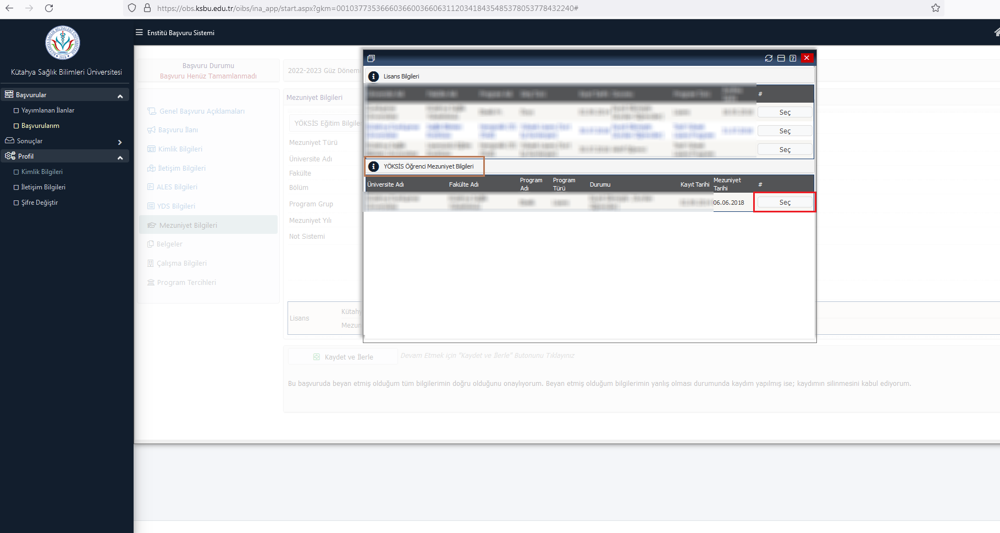 https://obs.ksbu.edu.tr/oibs/ina_app/start.aspx?gkm=0010377353666036600366063112034184354853780537784 32240#
Enstitü Başvuru Sistemi
Kütahya Sağlık Bilimleri Üniversitesi
Başvurular
Yayımlanan İlanlar
Başvurularım
Sonuçlar
Profil
Kimlik Bilgileri
İletişim Bilgileri
Şifre Değiştir
Başvuru Durumu
Başvuru Henüz Tamamlanmadı
Genel Başvuru Açıklamaları
Başvuru İlanı
Kimlik Bilgileri
İletişim Bilgileri
ALES Bilgileri
YDS Bilgileri
Mezuniyet Bilgileri
Belgeler
Çalışma Bilgileri
Program Tercihleri
2022-2023 Güz Dönemi
Mezuniyet Bilgileri
YÖKSİS Eğitim Bilgile
Mezuniyet Türü
Üniversite Adı
Fakülte
Bölüm
Program Grup
Mezuniyet Yılı
Not Sistemi
Lisans
Kütahy
Mezun
Lisans Bilgileri
#
Seç
Seç
Seç
YÖKSİS Öğrenci Mezuniyet Bilgileri
Üniversite Adı Fakülte Adı Program Adı Program Türü Durumu Kayıt Tarihi Mezuniyet Tarihi #
06.06.2018 Seç
Kaydet ve İlerle Devam Etmek için "Kaydet ve İlerle" Butonunu Tıklayınız
Bu başvuruda beyan etmiş olduğum tüm bilgilerimin doğru olduğunu onaylıyorum. Beyan etmiş olduğum bilgilerimin yanlış olması durumunda kaydım yapılmış ise; kaydımın silinmesini kabul ediyorum.